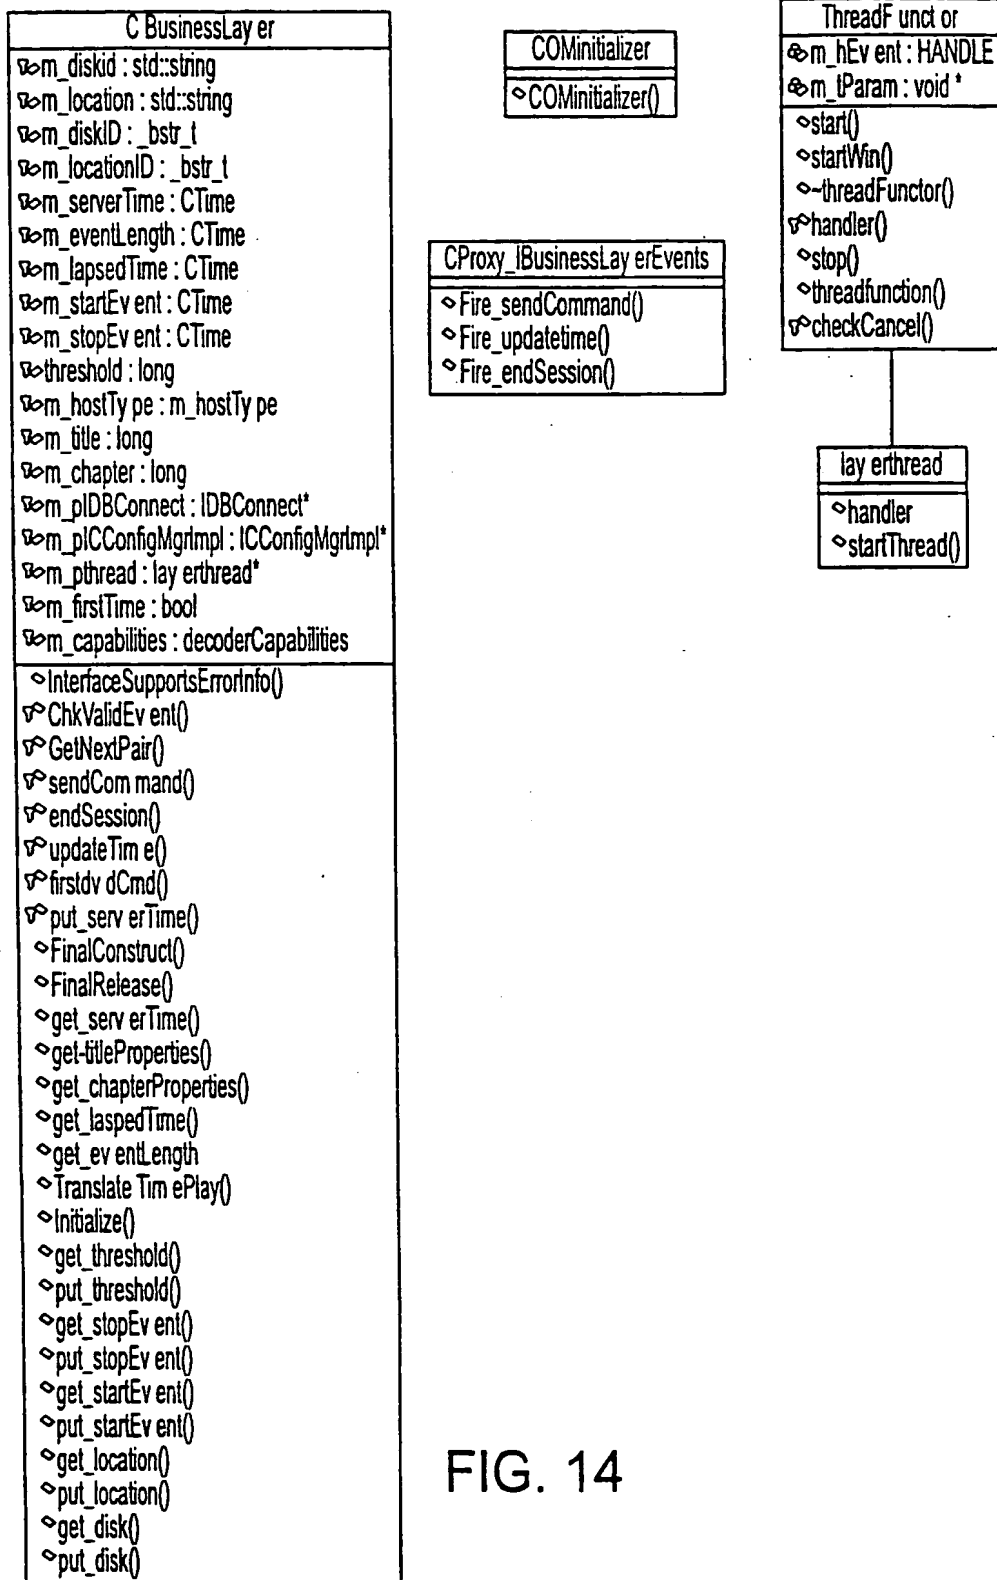 C BusinessLay er
m_diskid : std::string
m_location : std::string
m_diskID : _bstr_t
m_locationID : _bstr_t
m_serverTime : CTime
m_eventLength : CTime
m_lapsedTime : CTime
m_startEv ent : CTime
m_stopEv ent : CTime
threshold : long
m_hostTy pe : m_hostTy pe
m_title : long
m_chapter : long
m_pIDBConnect : IDBConnect*
m_pICConfigMgrImpl : ICConfigMgrImpl*
m_pthread : lay erthread*
m_firstTime : bool
m_capabilities : decoderCapabilities
InterfaceSupportsErrorInfo()
ChkValidEv ent()
GetNextPair()
sendCom mand()
endSession()
updateTim e()
firstdv dCmd()
put_serv erTime()
FinalConstruct()
FinalRelease()
get_serv erTime()
get-titleProperties()
get_chapterProperties()
get_laspedTime()
get_ev entLength
Translate Tim ePlay()
Initialize()
get_threshold()
put_threshold()
get_stopEv ent()
put_stopEv ent()
get_startEv ent()
put_startEv ent()
get_location()
put_location()
get_disk()
put_disk()
COMinitializer
COMinitializer()
CProxy_IBusinessLay erEvents
Fire_sendCommand()
Fire_updatetime()
Fire_endSession()
ThreadF unct or
m_hEv ent : HANDLE
m_tParam : void *
start()
startWin()
~threadFunctor()
handler()
stop()
threadfunction()
checkCancel()
lay erthread
handler
startThread()
FIG. 14